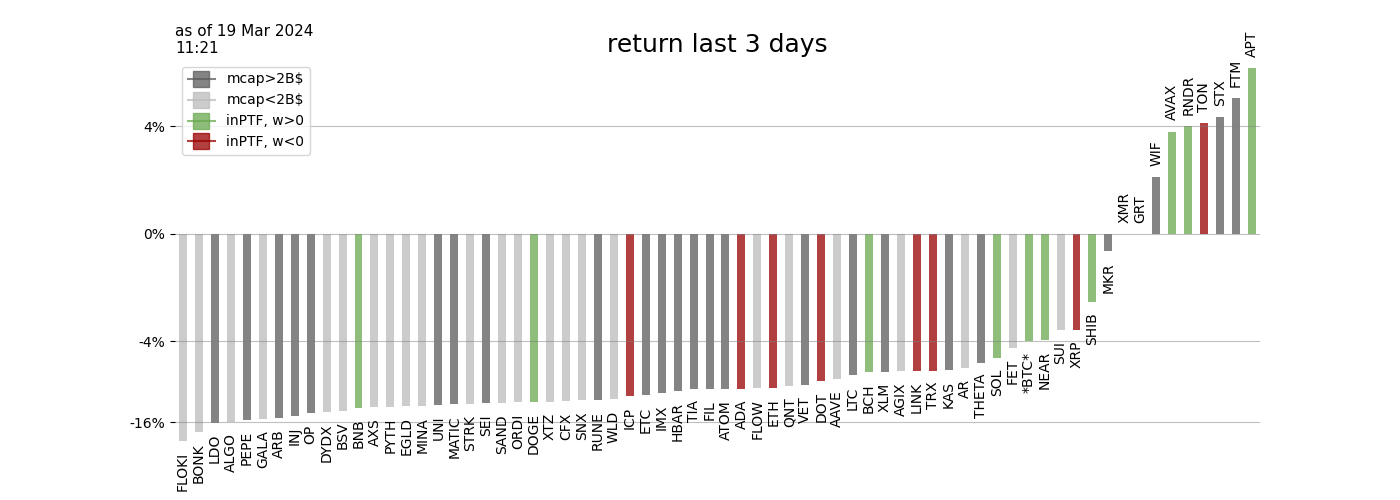 as of 19 Mar 2024
11:21
return last 3 days
mcap>2B$
mcap<2B$
inPTF, w>0
inPTF, w<0
4%
0%
-4%
-16%
FLOKI
BONK
LDO
ALGO
PEPE
GALA
ARB
INJ
OP
DYDX
BSV
BNB
AXS
PYTH
EGLD
MINA
UNI
MATIC
STRK
SEI
SAND
ORDI
DOGE
XTZ
CFX
SNX
RUNE
WLD
ICP
ETC
IMX
HBAR
TIA
FIL
ATOM
ADA
FLOW
ETH
QNT
VET
DOT
AAVE
LTC
BCH
XLM
AGIX
LINK
TRX
KAS
AR
THETA
SOL
FET
*BTC*
NEAR
SUI
XRP
SHIB
MKR
XMR
GRT
WIF
AVAX
RNDR
TON
STX
FTM
APT